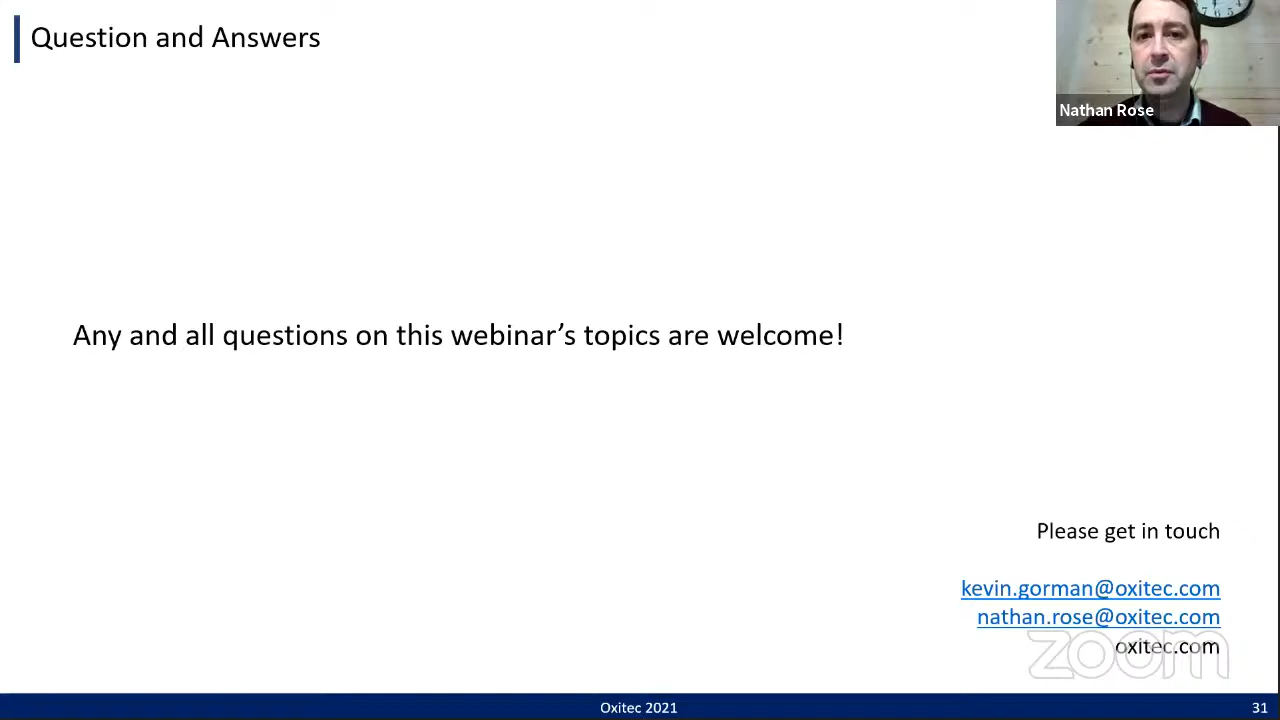 Question and Answers
Nathan Rose
Any and all questions on this webinar’s topics are welcome!
Please get in touch
kevin.gorman@oxitec.com
nathan.rose@oxitec.com
oxitec.com
zoom
Oxitec 2021
31